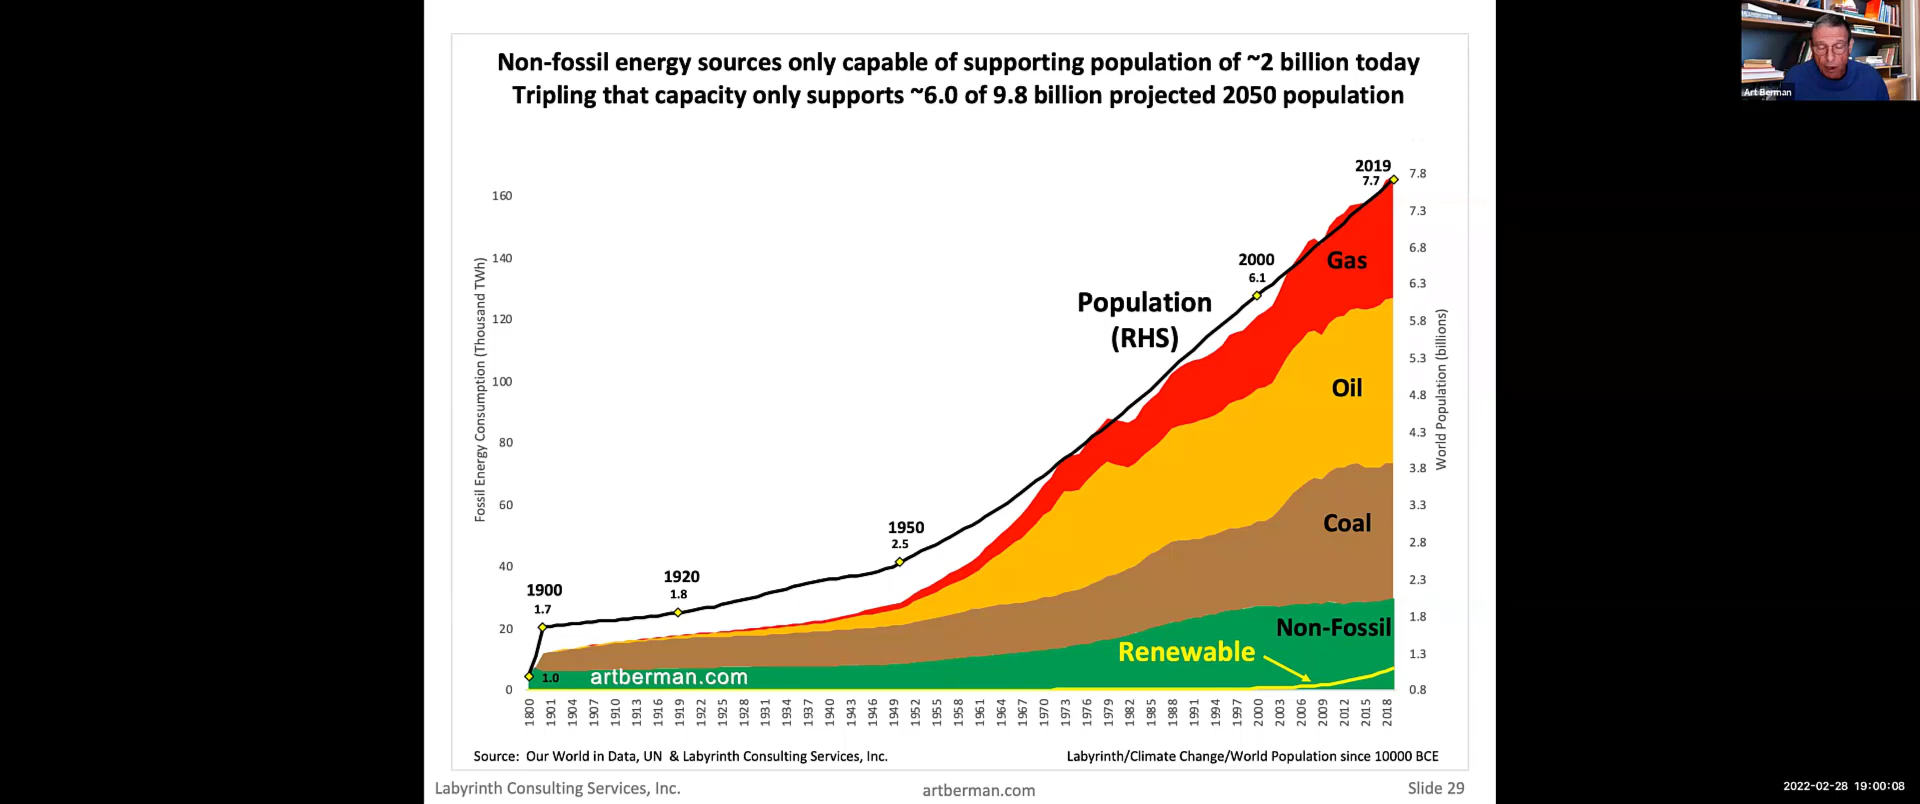 Non-fossil energy sources only capable of supporting population of ~2 billion today
Tripling that capacity only supports ~6.0 of 9.8 billion projected 2050 population
Art Berman
Fossil Energy Consumption (Thousand TWh)
160
140
120
100
80
60
40
20
0
1900
1.7
1.0
1920
1.8
1950
2.5
2000
6.1
2019
7.7
Population
(RHS)
Gas
Oil
Coal
Non-Fossil
Renewable
artberman.com
7.8
7.3
6.8
6.3
5.8
5.3
4.8
4.3
3.8
3.3
2.8
2.3
1.8
1.3
0.8
World Population (billions)
1800 1901 1904 1907 1910 1913 1916 1919 1922 1925 1928 1931 1934 1937 1940 1943 1946 1949 1952 1955 1958 1961 1964 1967 1970 1973 1976 1979 1982 1985 1988 1991 1994 1997 2000 2003 2006 2009 2012 2015 2018
Source: Our World in Data, UN & Labyrinth Consulting Services, Inc.
Labyrinth/Climate Change/World Population since 10000 BCE
Labyrinth Consulting Services, Inc.
artberman.com
Slide 29
2022-02-28 19:00:08